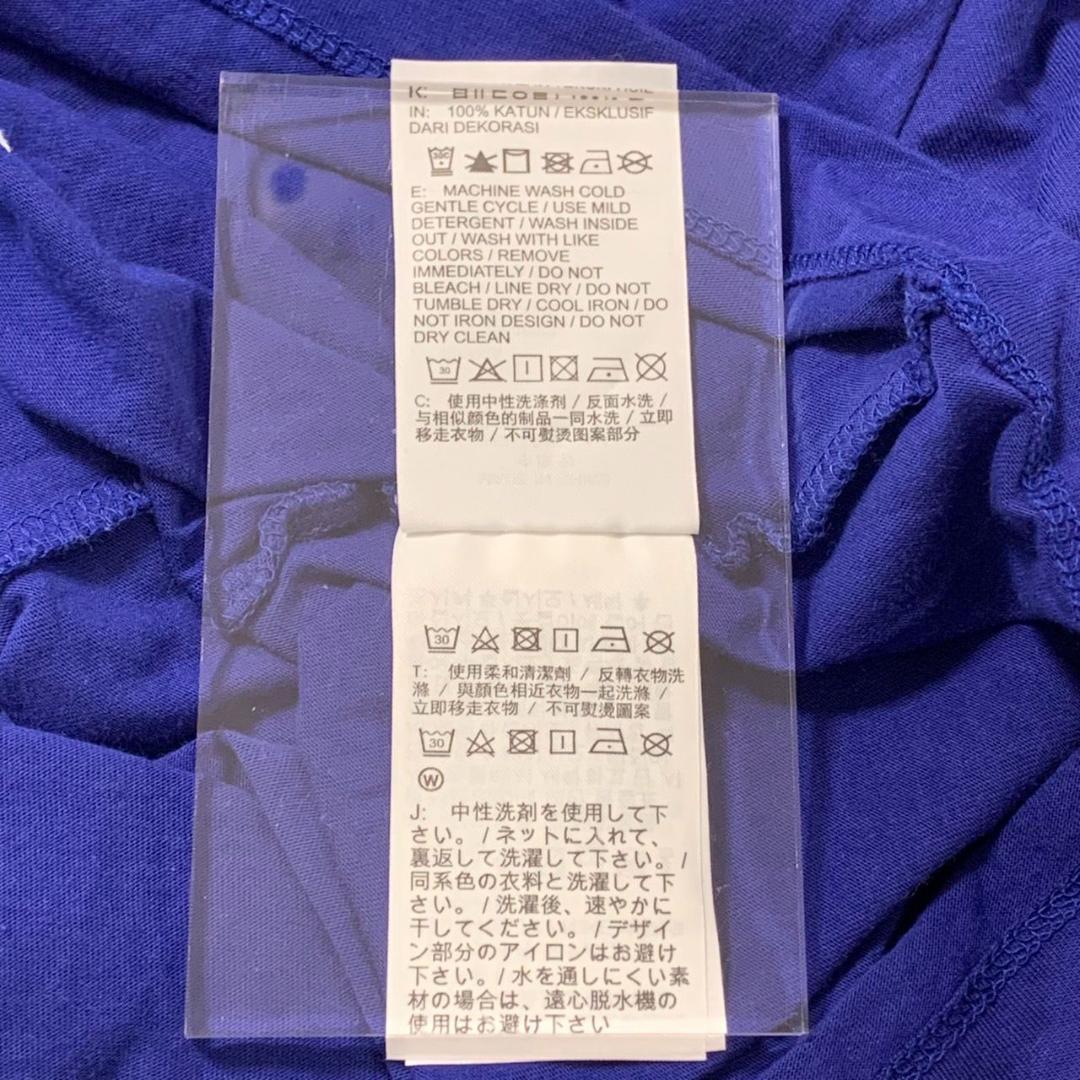 IN: 100% KATUN / EKSKLUSIF
DARI DEKORASI
30C
E: MACHINE WASH COLD
GENTLE CYCLE / USE MILD
DETERGENT / WASH INSIDE
OUT / WASH WITH LIKE
COLORS / REMOVE
IMMEDIATELY / DO NOT
BLEACH / LINE DRY / DO NOT
TUMBLE DRY / COOL IRON / DO
NOT IRON DESIGN / DO NOT
DRY CLEAN
30
C: 使用中性洗涤剂 / 反面水洗 /
与相似颜色的制品一同水洗 / 立即
移走衣物 / 不可熨烫图案部分
30
T: 使用柔和清潔劑 / 反轉衣物洗
滌 / 與顏色相近衣物一起洗滌 /
立即移走衣物 / 不可熨燙圖案
30
W
J: 中性洗剤を使用して下
さい。 / ネットに入れて、
裏返して洗濯して下さい。 /
同系色の衣料と洗濯して下
さい。 / 洗濯後、速やかに
干してください。 / デザイ
ン部分のアイロンはお避け
下さい。 / 水を通しにくい素
材の場合は、遠心脱水機の
使用はお避け下さい